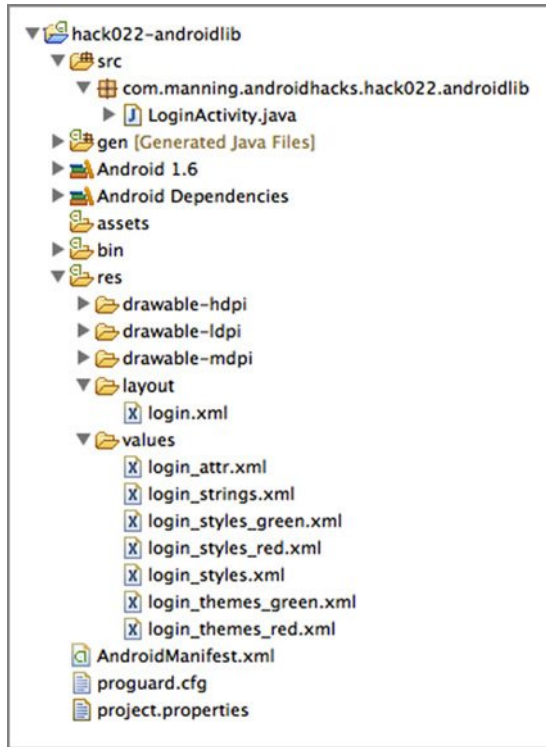 hack022-androidlib
src
com.manning.androidhacks.hack022.androidlib
LoginActivity.java
gen [Generated Java Files]
Android 1.6
Android Dependencies
assets
bin
res
drawable-hdpi
drawable-ldpi
drawable-mdpi
layout
login.xml
values
login_attr.xml
login_strings.xml
login_styles_green.xml
login_styles_red.xml
login_styles.xml
login_themes_green.xml
login_themes_red.xml
AndroidManifest.xml
proguard.cfg
project.properties